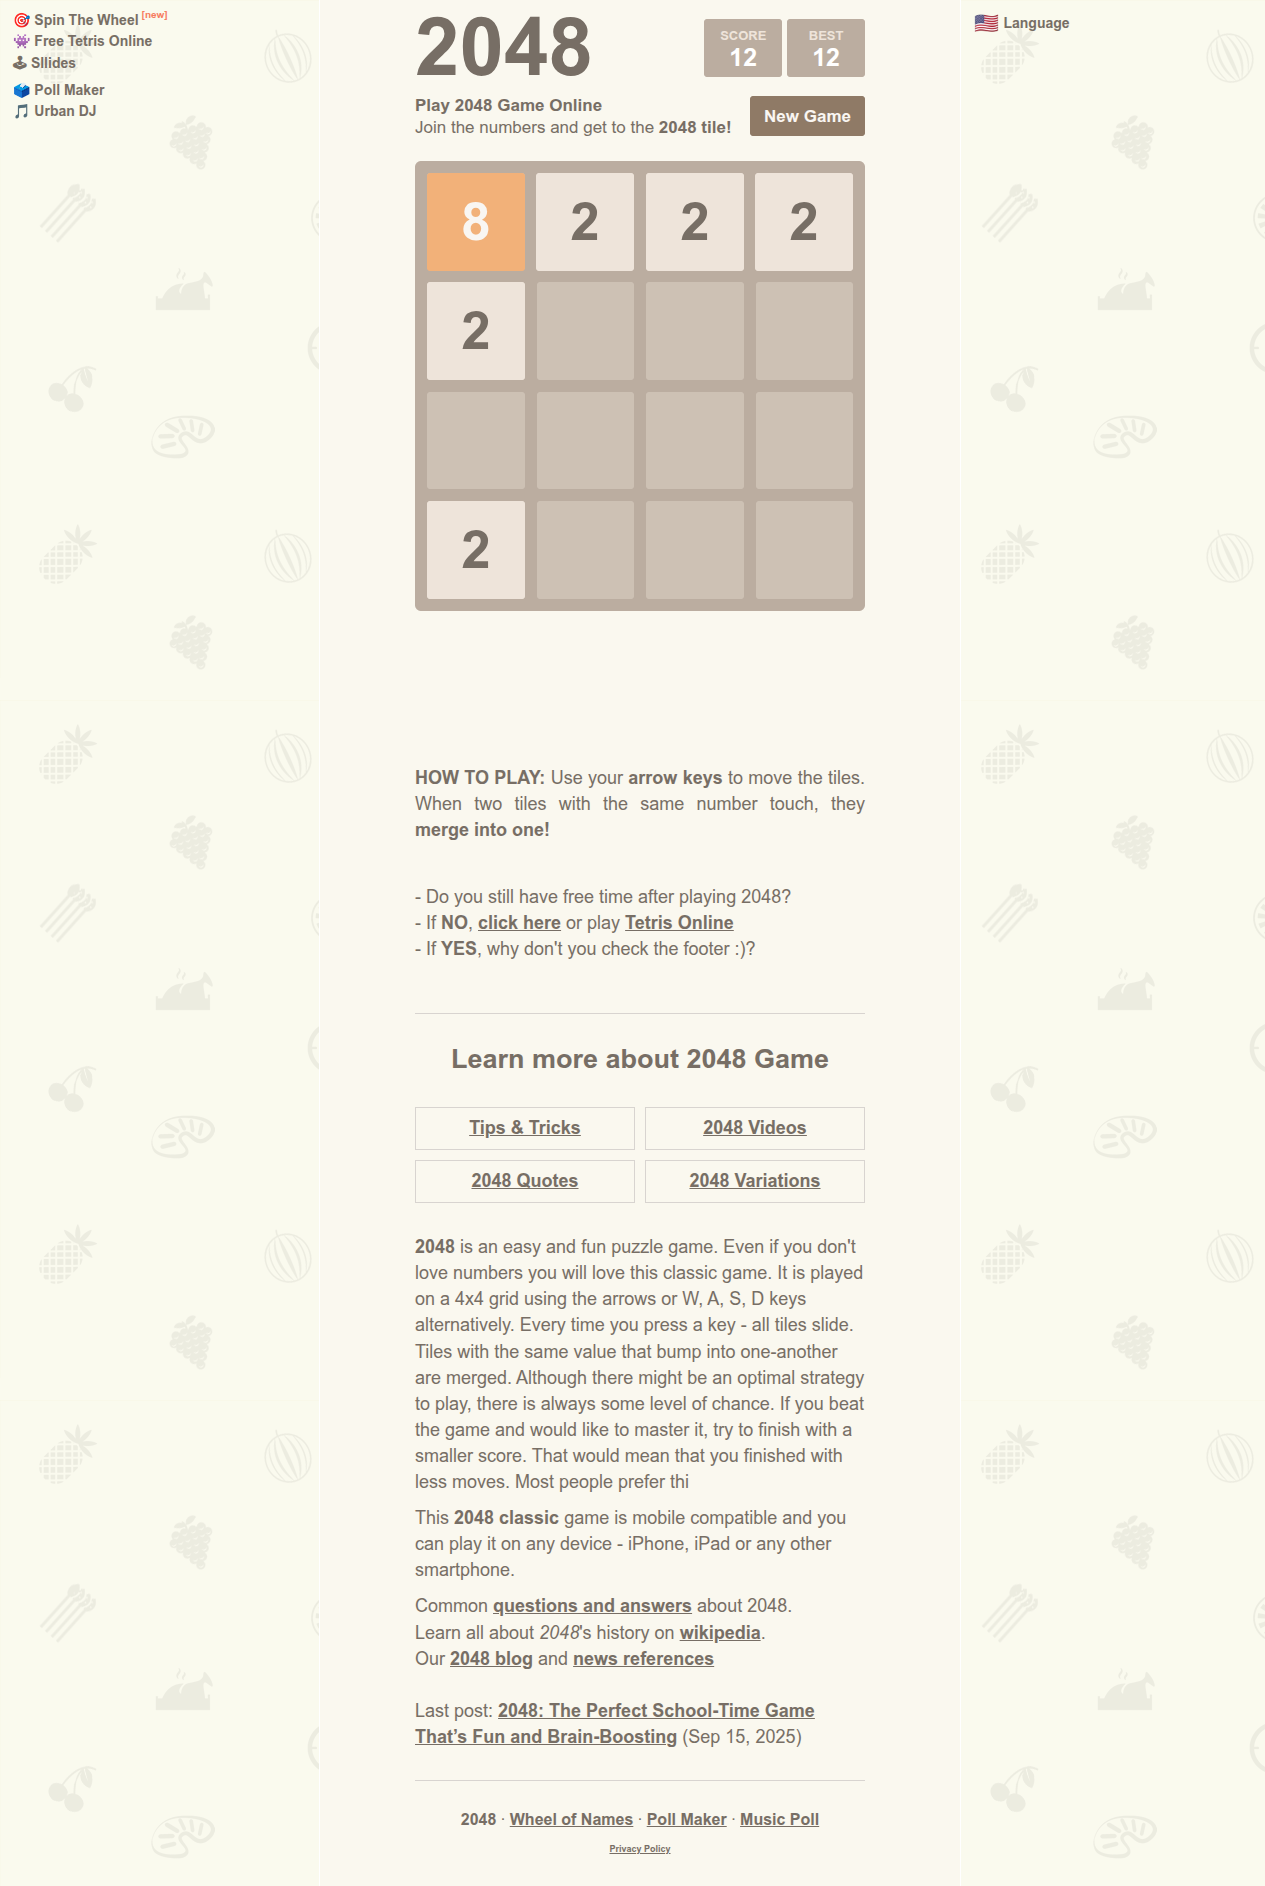 🎯 Spin The Wheel [new]
👾 Free Tetris Online
🕹 Sllides
🗳 Poll Maker
🎵 Urban DJ
2048
SCORE
12
BEST
12
🇺🇸 Language
Play 2048 Game Online
Join the numbers and get to the 2048 tile!
New Game
8 2 2 2
2
2
HOW TO PLAY: Use your arrow keys to move the tiles.
When two tiles with the same number touch, they
merge into one!
- Do you still have free time after playing 2048?
- If NO, click here or play Tetris Online
- If YES, why don't you check the footer :)?
Learn more about 2048 Game
Tips & Tricks
2048 Videos
2048 Quotes
2048 Variations
2048 is an easy and fun puzzle game. Even if you don't
love numbers you will love this classic game. It is played
on a 4x4 grid using the arrows or W, A, S, D keys
alternatively. Every time you press a key - all tiles slide.
Tiles with the same value that bump into one-another
are merged. Although there might be an optimal strategy
to play, there is always some level of chance. If you beat
the game and would like to master it, try to finish with a
smaller score. That would mean that you finished with
less moves. Most people prefer thi
This 2048 classic game is mobile compatible and you
can play it on any device - iPhone, iPad or any other
smartphone.
Common questions and answers about 2048.
Learn all about 2048's history on wikipedia.
Our 2048 blog and news references
Last post: 2048: The Perfect School-Time Game
That’s Fun and Brain-Boosting (Sep 15, 2025)
2048 · Wheel of Names · Poll Maker · Music Poll
Privacy Policy